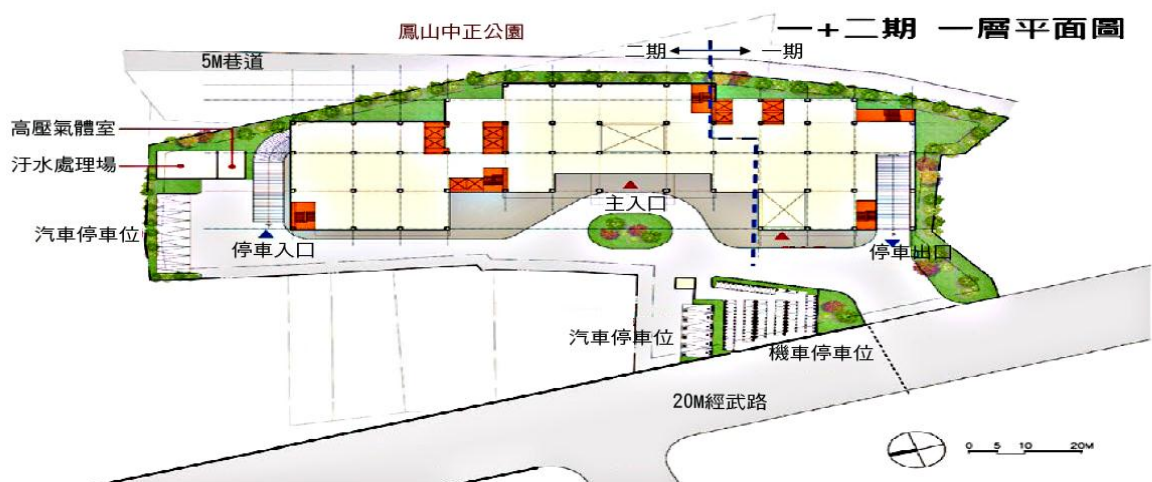 鳳山中正公園
一+二期 一層平面圖
二期
一期
5M巷道
高壓氣體室
汙水處理場
主入口
汽車停車位
停車入口
停車出口
汽車停車位
機車停車位
20M經武路
0 5 10 20M